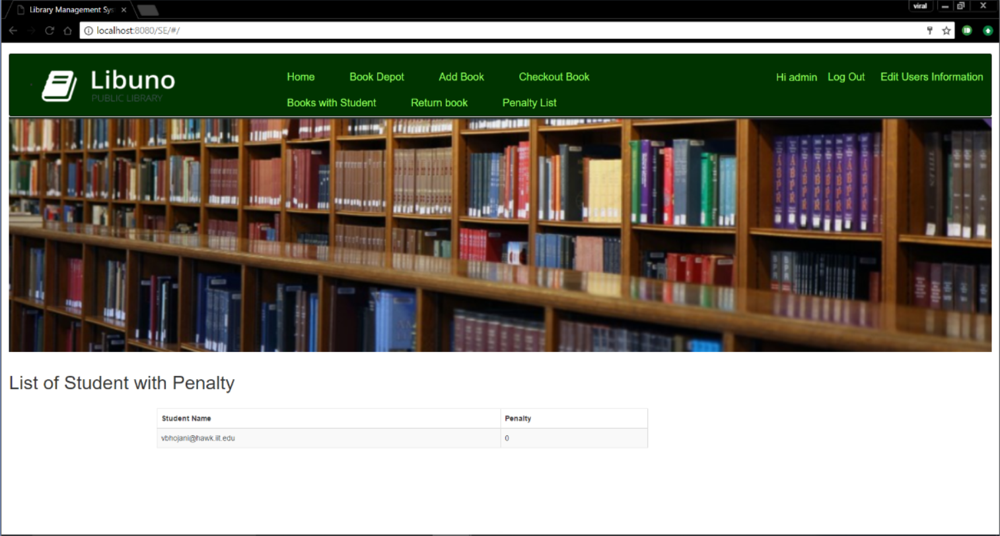 Library Management Sys
viral
localhost:8080/SE/#/
Libuno
PUBLIC LIBRARY
Home Book Depot Add Book Checkout Book
Hi admin Log Out Edit Users Information
Books with Student Return book Penalty List
List of Student with Penalty
Student Name Penalty
vbhojani@hawk.iit.edu 0